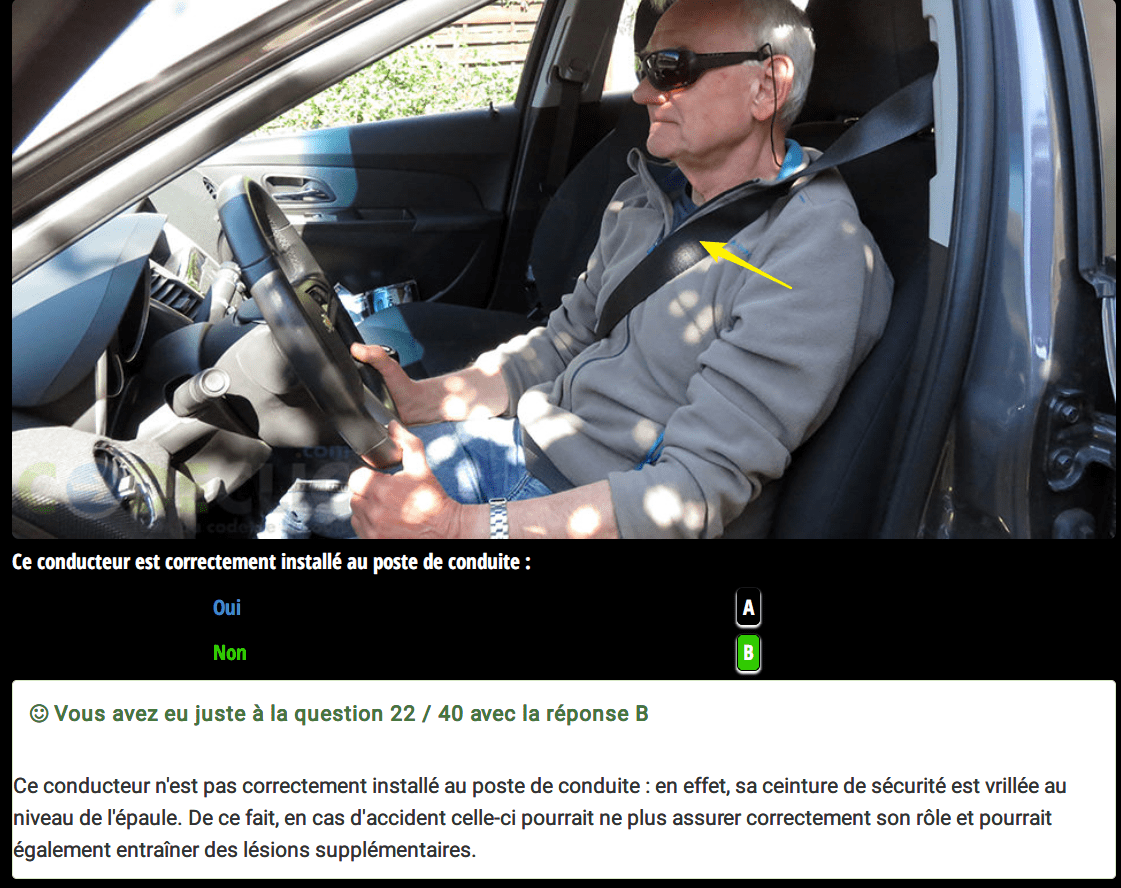 Ce conducteur est correctement installé au poste de conduite :
Oui A
Non B
Vous avez eu juste à la question 22 / 40 avec la réponse B
Ce conducteur n'est pas correctement installé au poste de conduite : en effet, sa ceinture de sécurité est vrillée au
niveau de l'épaule. De ce fait, en cas d'accident celle-ci pourrait ne plus assurer correctement son rôle et pourrait
également entraîner des lésions supplémentaires.